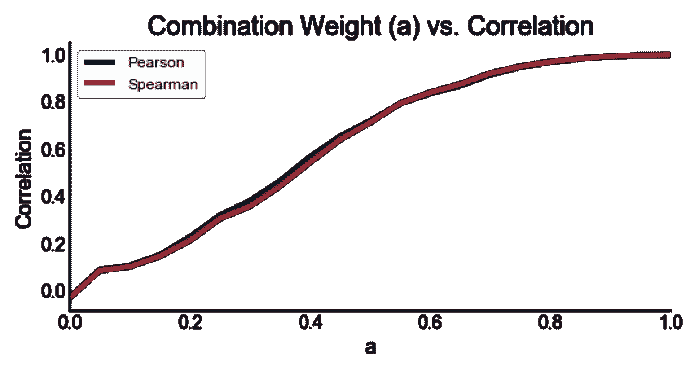 Combination Weight (a) vs. Correlation
Pearson
Spearman
Correlation
1.0
0.8
0.6
0.4
0.2
0.0
0.0 0.2 0.4 0.6 0.8 1.0
a